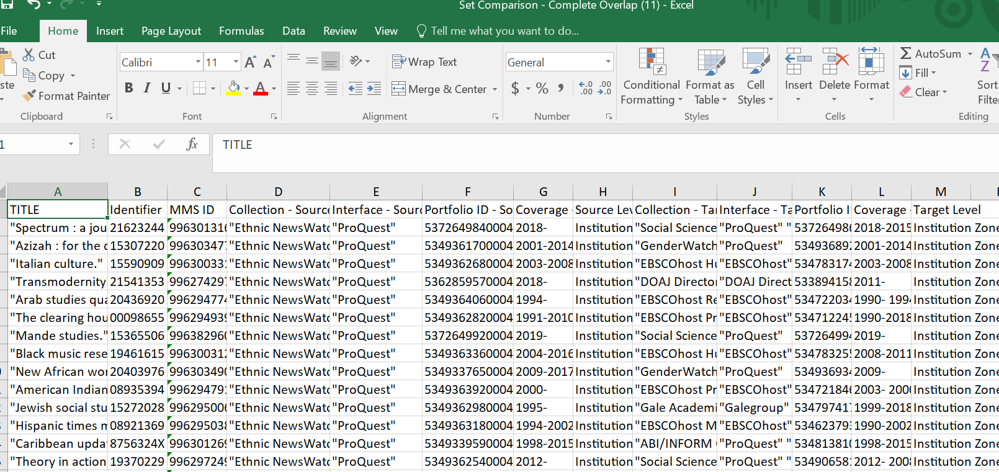 Set Comparison - Complete Overlap (11) - Excel
File Home Insert Page Layout Formulas Data Review View Tell me what you want to do...
Cut
Copy
ste
Format Painter
Clipboard
Calibri 11
A A
B I U A
Font
Wrap Text
Merge & Center
Alignment
General
$ % , ←.0 .00 .00 →.0
Number
Conditional Formatting
Format as Table
Cell Styles
Styles
Insert Delete Format
Cells
AutoSum
Fill
Clear
A Z
Sort
Filte
Editing
1 fx TITLE
A B C D E F G H I J K L M
TITLE Identifier MMS ID Collection - Source Interface - Sour Portfolio ID - So Coverage - Source Lev Collection - Tar Interface - Ta Portfolio I Coverage - Target Level
"Spectrum : a jou 21623244 99630131 "Ethnic NewsWatc "ProQuest" 5372649840004 2018- Institution "Social Science "ProQuest" " 53726498 2018-2015 Institution Zone
"Azizah : for the c 15307220 99630347 "Ethnic NewsWatc "ProQuest" 5349361700004 2001-2014 Institution "GenderWatch "ProQuest" 53493689 2001-2014 Institution Zone
"Italian culture." 15590909 99630033 "Ethnic NewsWatc "ProQuest" 5349362680004 2003-2008 Institution "EBSCOhost Hu "EBSCOhost" 53478317 2003-2008 Institution Zone
"Transmodernity 21541353 99627429 "Ethnic NewsWatc "ProQuest" 5362859570004 2018- Institution "DOAJ Director "DOAJ Direct 53389415 2011- Institution Zone
"Arab studies qua 20436920 99629477 "Ethnic NewsWatc "ProQuest" 5349364060004 1994- Institution "EBSCOhost Re "EBSCOhost" 53472203 1990- 1994 Institution Zone
"The clearing hou 00098655 99629493 "Ethnic NewsWatc "ProQuest" 5349362820004 1991-2010 Institution "EBSCOhost Pr "EBSCOhost" 53471224 1990-2018 Institution Zone
"Mande studies." 15365506 99638296 "Ethnic NewsWatc "ProQuest" 5372649920004 2019- Institution "Social Science "ProQuest" 53726499 2019- Institution Zone
"Black music rese 19461615 99630031 "Ethnic NewsWatc "ProQuest" 5349363360004 2004-2016 Institution "EBSCOhost Hu "EBSCOhost" 53478325 2008-2011 Institution Zone
"New African wor 20403976 99630349 "Ethnic NewsWatc "ProQuest" 5349337650004 2009-2017 Institution "GenderWatch "ProQuest" 53493693 2009- Institution Zone
"American Indian 08935394 99629479 "Ethnic NewsWatc "ProQuest" 5349363920004 2000- Institution "EBSCOhost Pr "EBSCOhost" 53472184 2003- 200 Institution Zone
"Jewish social stu 15272028 99629500 "Ethnic NewsWatc "ProQuest" 5349362980004 1995- Institution "Gale Academi "Galegroup" 53479741 1999-2018 Institution Zone
"Hispanic times m 08921369 99629503 "Ethnic NewsWatc "ProQuest" 5349363180004 1994-2002 Institution "EBSCOhost M "EBSCOhost" 53462379 1990-2002 Institution Zone
"Caribbean upda 8756324X 99630126 "Ethnic NewsWatc "ProQuest" 5349339590004 1998-2015 Institution "ABI/INFORM "ProQuest" " 53481381 1998-2015 Institution Zone
"Theory in action 19370229 99629724 "Ethnic NewsWatc "ProQuest" 5349362540004 2012- Institution "Social Science "ProQuest" " 53490658 2012- 200 Institution Zone